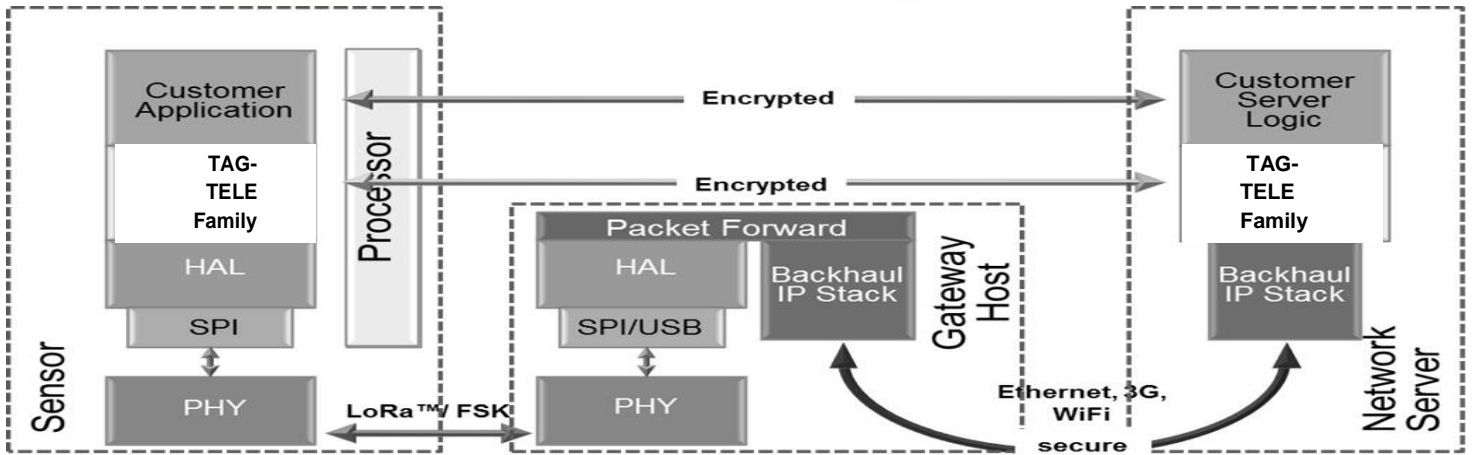 Customer
Application
TAG-
TELE
Family
HAL
SPI
PHY
Sensor
Processor
Encrypted
Encrypted
LoRa™/ FSK
Packet Forward
HAL
SPI/USB
PHY
Backhaul
IP Stack
Gateway
Host
Ethernet, 3G,
WiFi
secure
Customer
Server
Logic
TAG-
TELE
Family
Backhaul
IP Stack
Network
Server